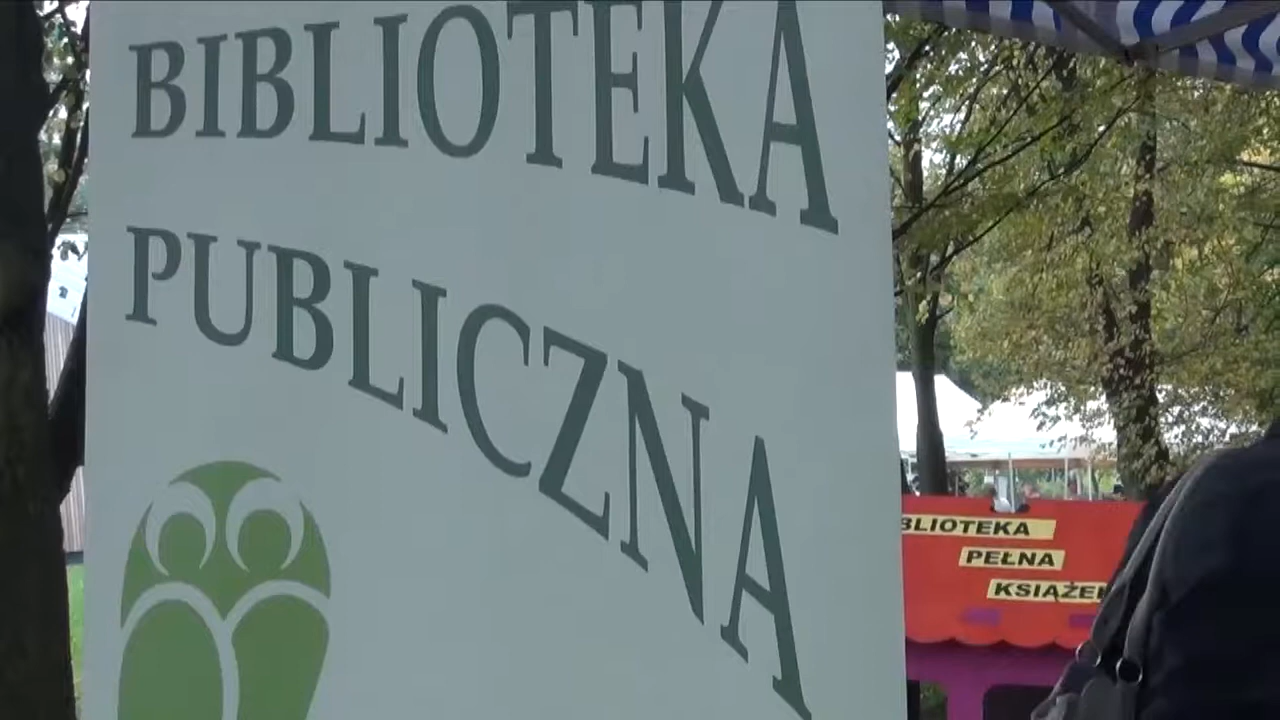 BIBLIOTEKA
PUBLICZNA
BLIOTEKA
PEŁNA
KSIĄŻEK